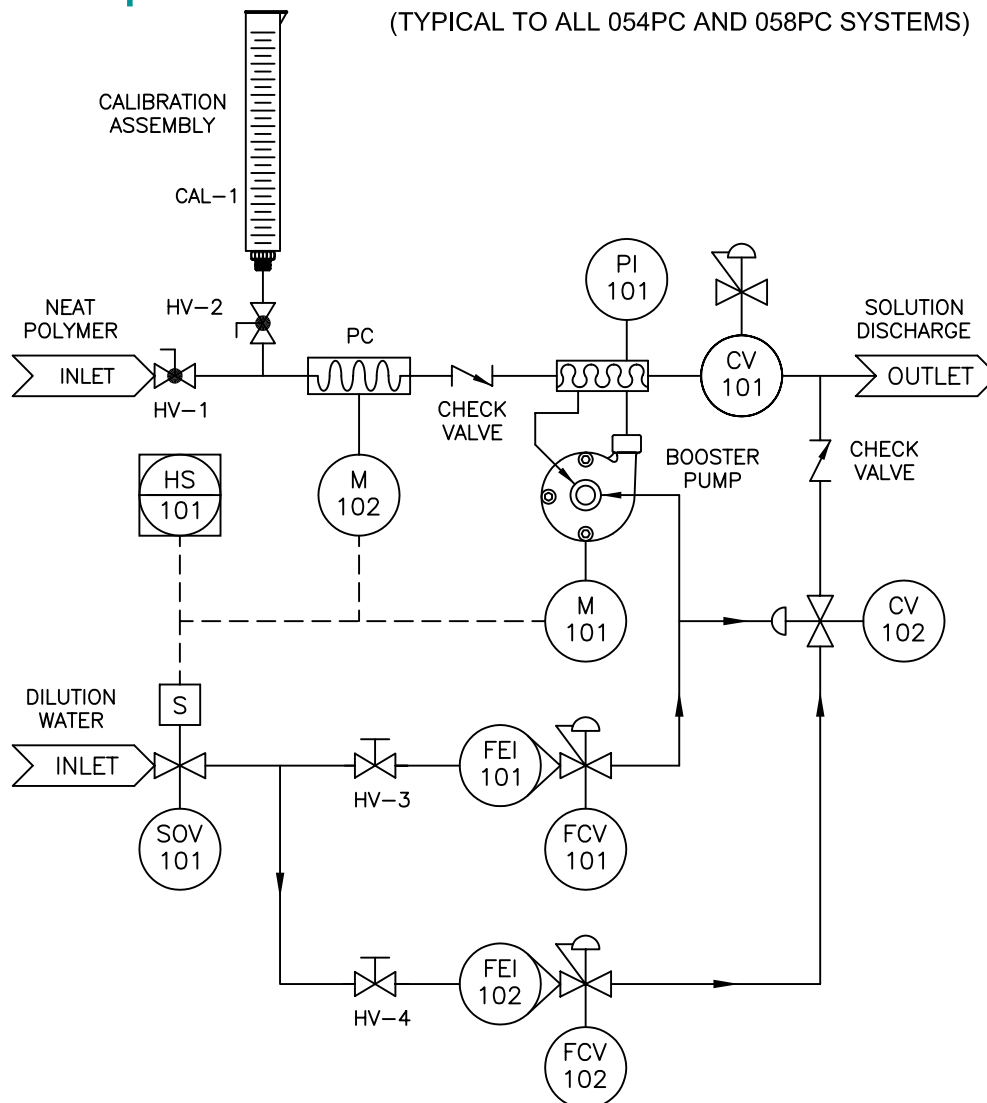 (TYPICAL TO ALL 054PC AND 058PC SYSTEMS)
CALIBRATION
ASSEMBLY
CAL-1
NEAT
POLYMER
INLET
HV-1
HV-2
PC
CHECK
VALVE
PI
101
CV
101
SOLUTION
DISCHARGE
OUTLET
HS
101
M
102
BOOSTER
PUMP
CHECK
VALVE
M
101
CV
102
DILUTION
WATER
INLET
S
SOV
101
HV-3
FEI
101
FCV
101
HV-4
FEI
102
FCV
102